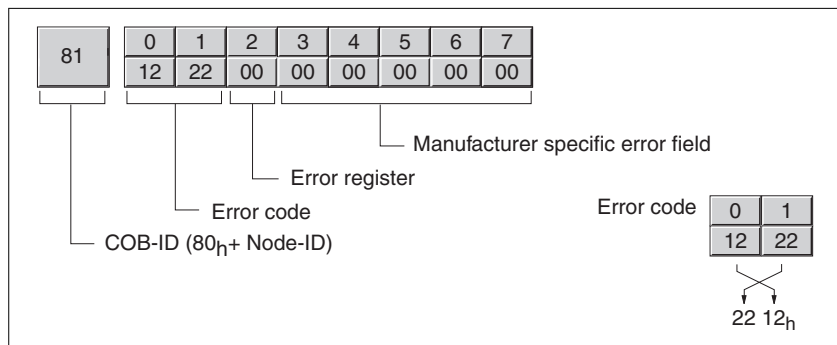 81
0 1 2 3 4 5 6 7
12 22 00 00 00 00 00 00
Manufacturer specific error field
Error register
Error code
COB-ID (80h+ Node-ID)
Error code
0 1
12 22
22 12h